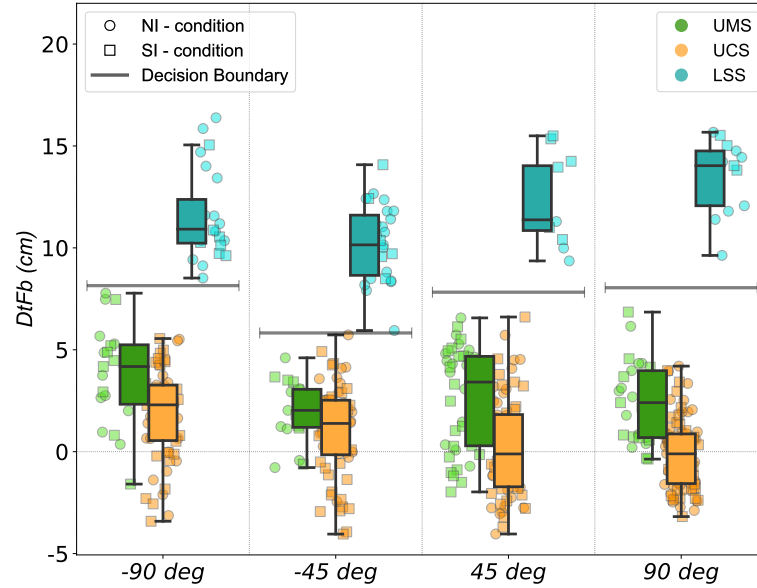 NI - condition
SI - condition
Decision Boundary
UMS
UCS
LSS
DtFb (cm)
20
15
10
5
0
-5
-90 deg
-45 deg
45 deg
90 deg